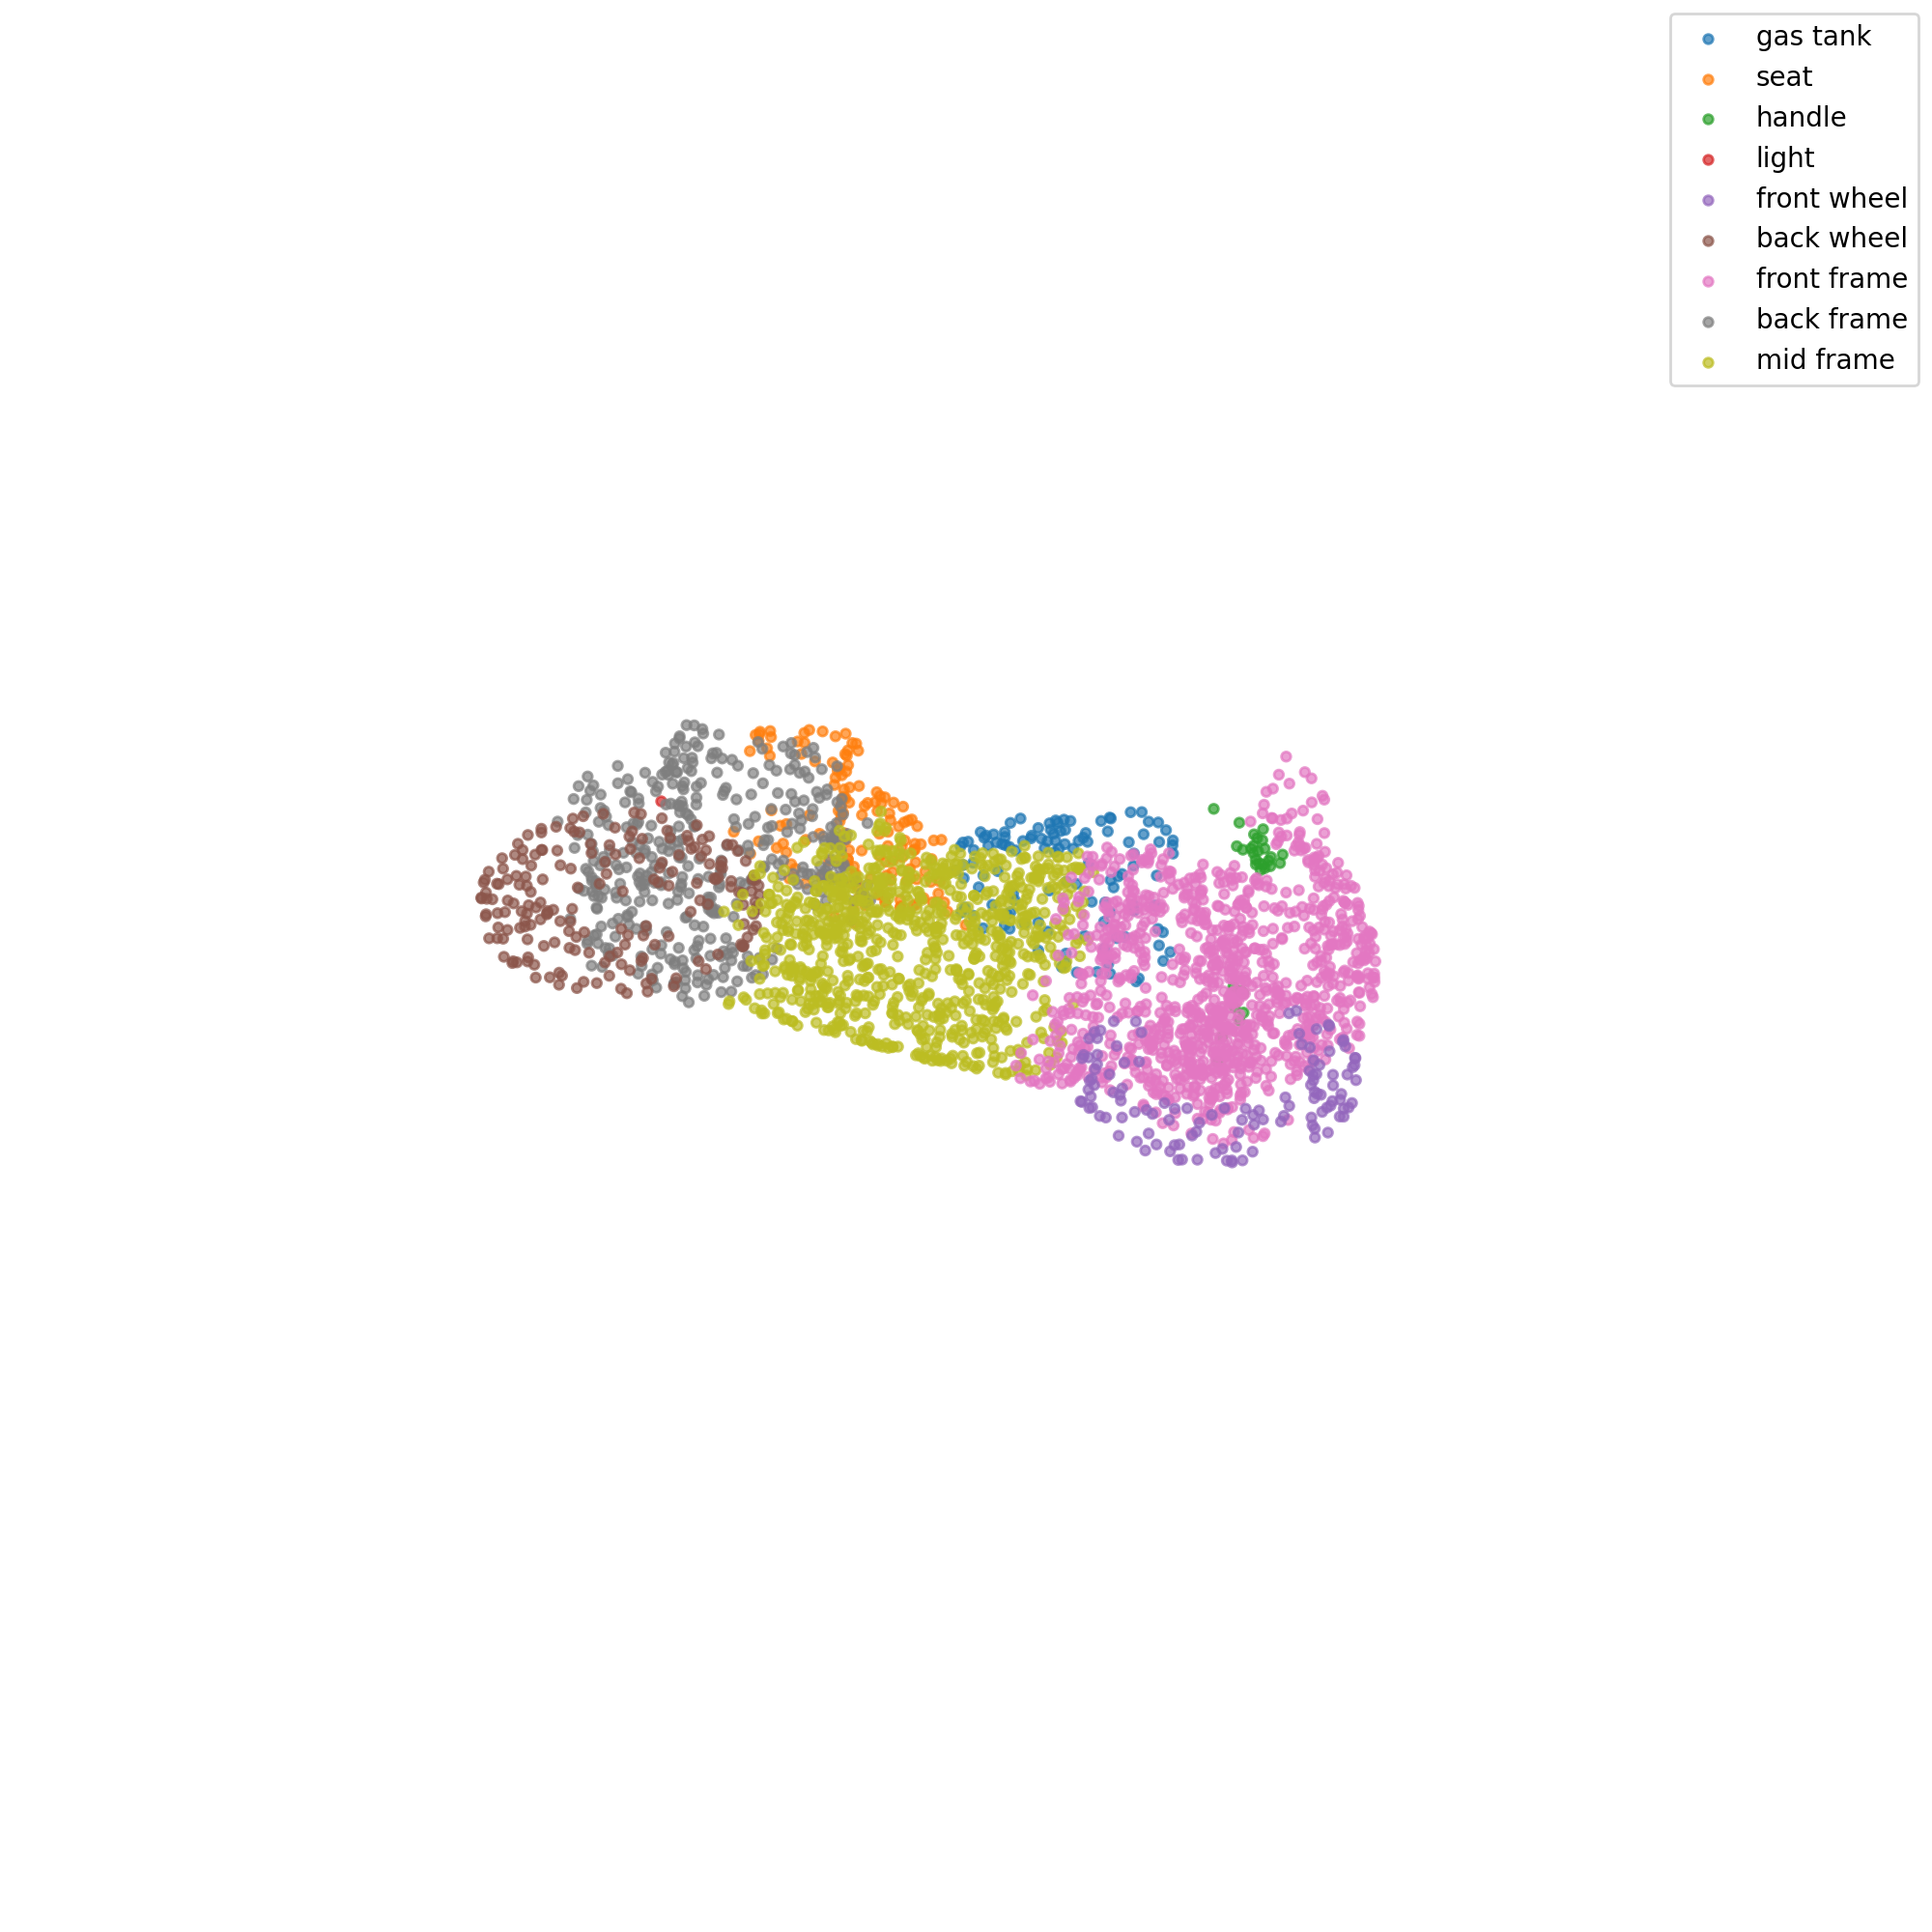 gas tank
seat
handle
light
front wheel
back wheel
front frame
back frame
mid frame